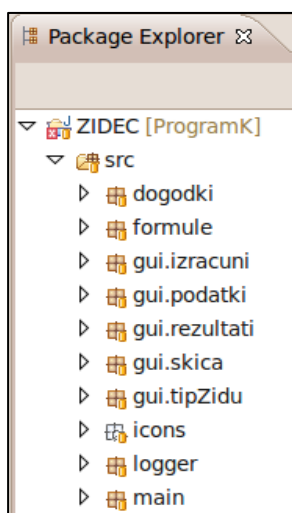 Package Explorer
ZIDEC [ProgramK]
src
dogodki
formule
gui.izracuni
gui.podatki
gui.rezultati
gui.skica
gui.tipZidu
icons
logger
main